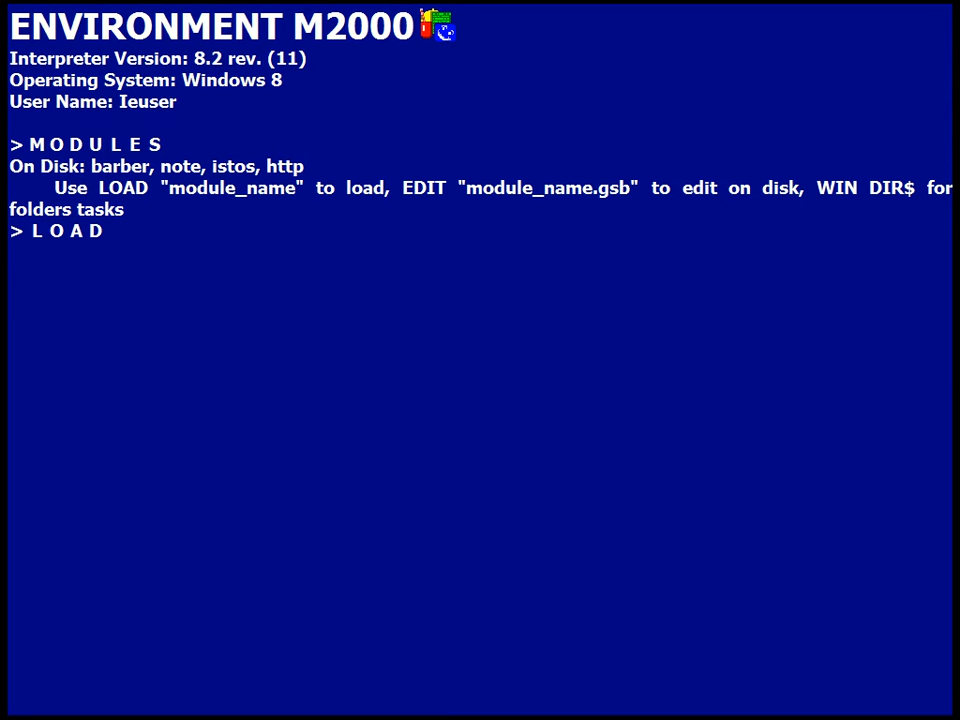 ENVIRONMENT M2000
Interpreter Version: 8.2 rev. (11)
Operating System: Windows 8
User Name: Ieuser
> M O D U L E S
On Disk: barber, note, istos, http
Use LOAD "module_name" to load, EDIT "module_name.gsb" to edit on disk, WIN DIR$ for
folders tasks
> L O A D